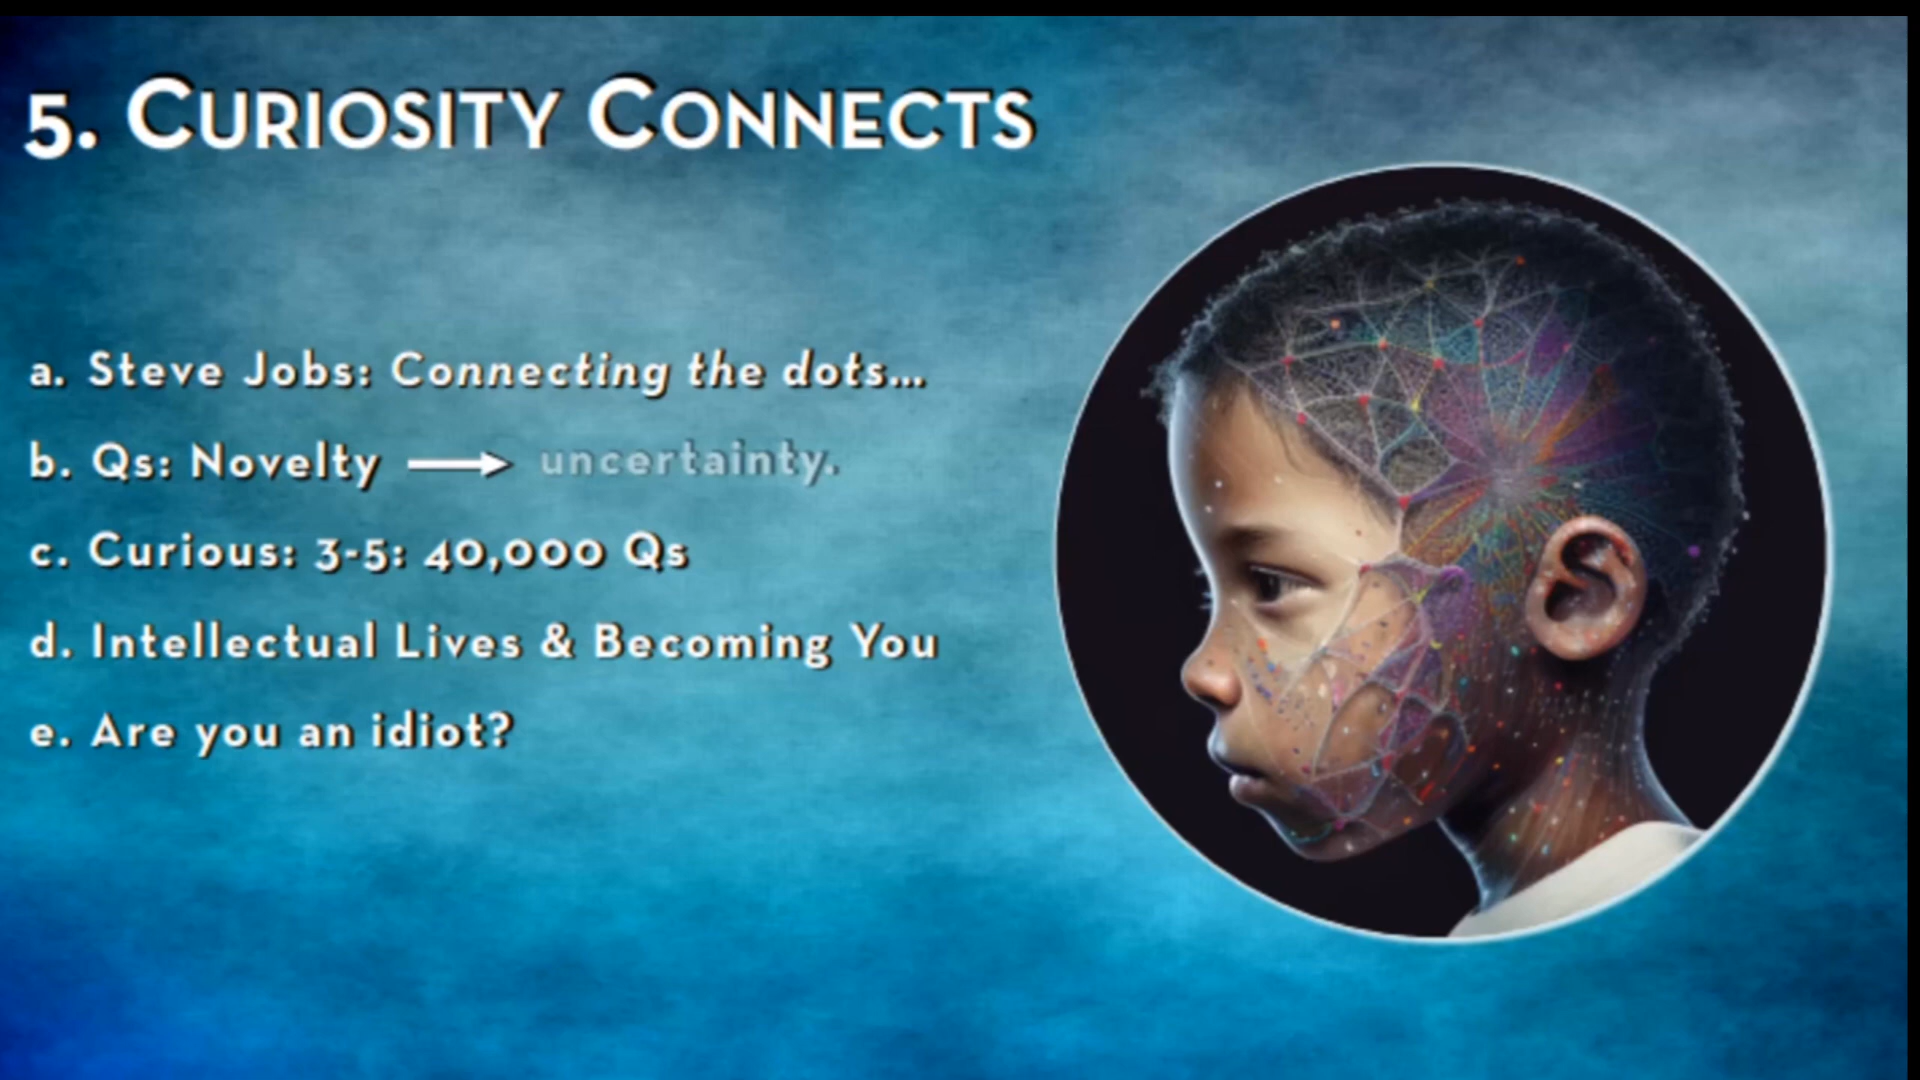 5. Curiosity Connects
a. Steve Jobs: Connecting the dots...
b. Qs: Novelty → uncertainty.
c. Curious: 3-5: 40,000 Qs
d. Intellectual Lives & Becoming You
e. Are you an idiot?